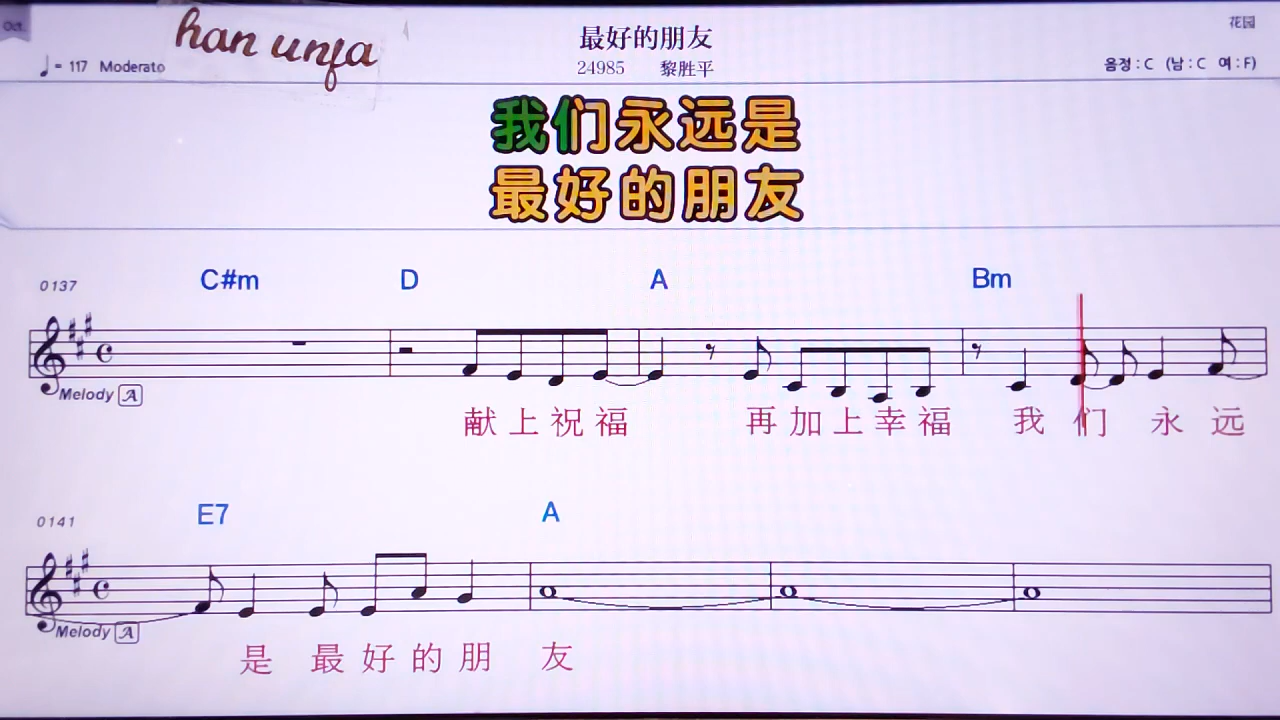 Oct.
han unfa
♩= 117 Moderato
最好的朋友
24985 黎胜平
花园
음정 : C (남 : C 여 : F)
我们永远是
最好的朋友
0137
C#m D A Bm
Melody A
献上祝福 再加上幸福 我们永远
0141
E7 A
Melody A
是 最好的朋 友